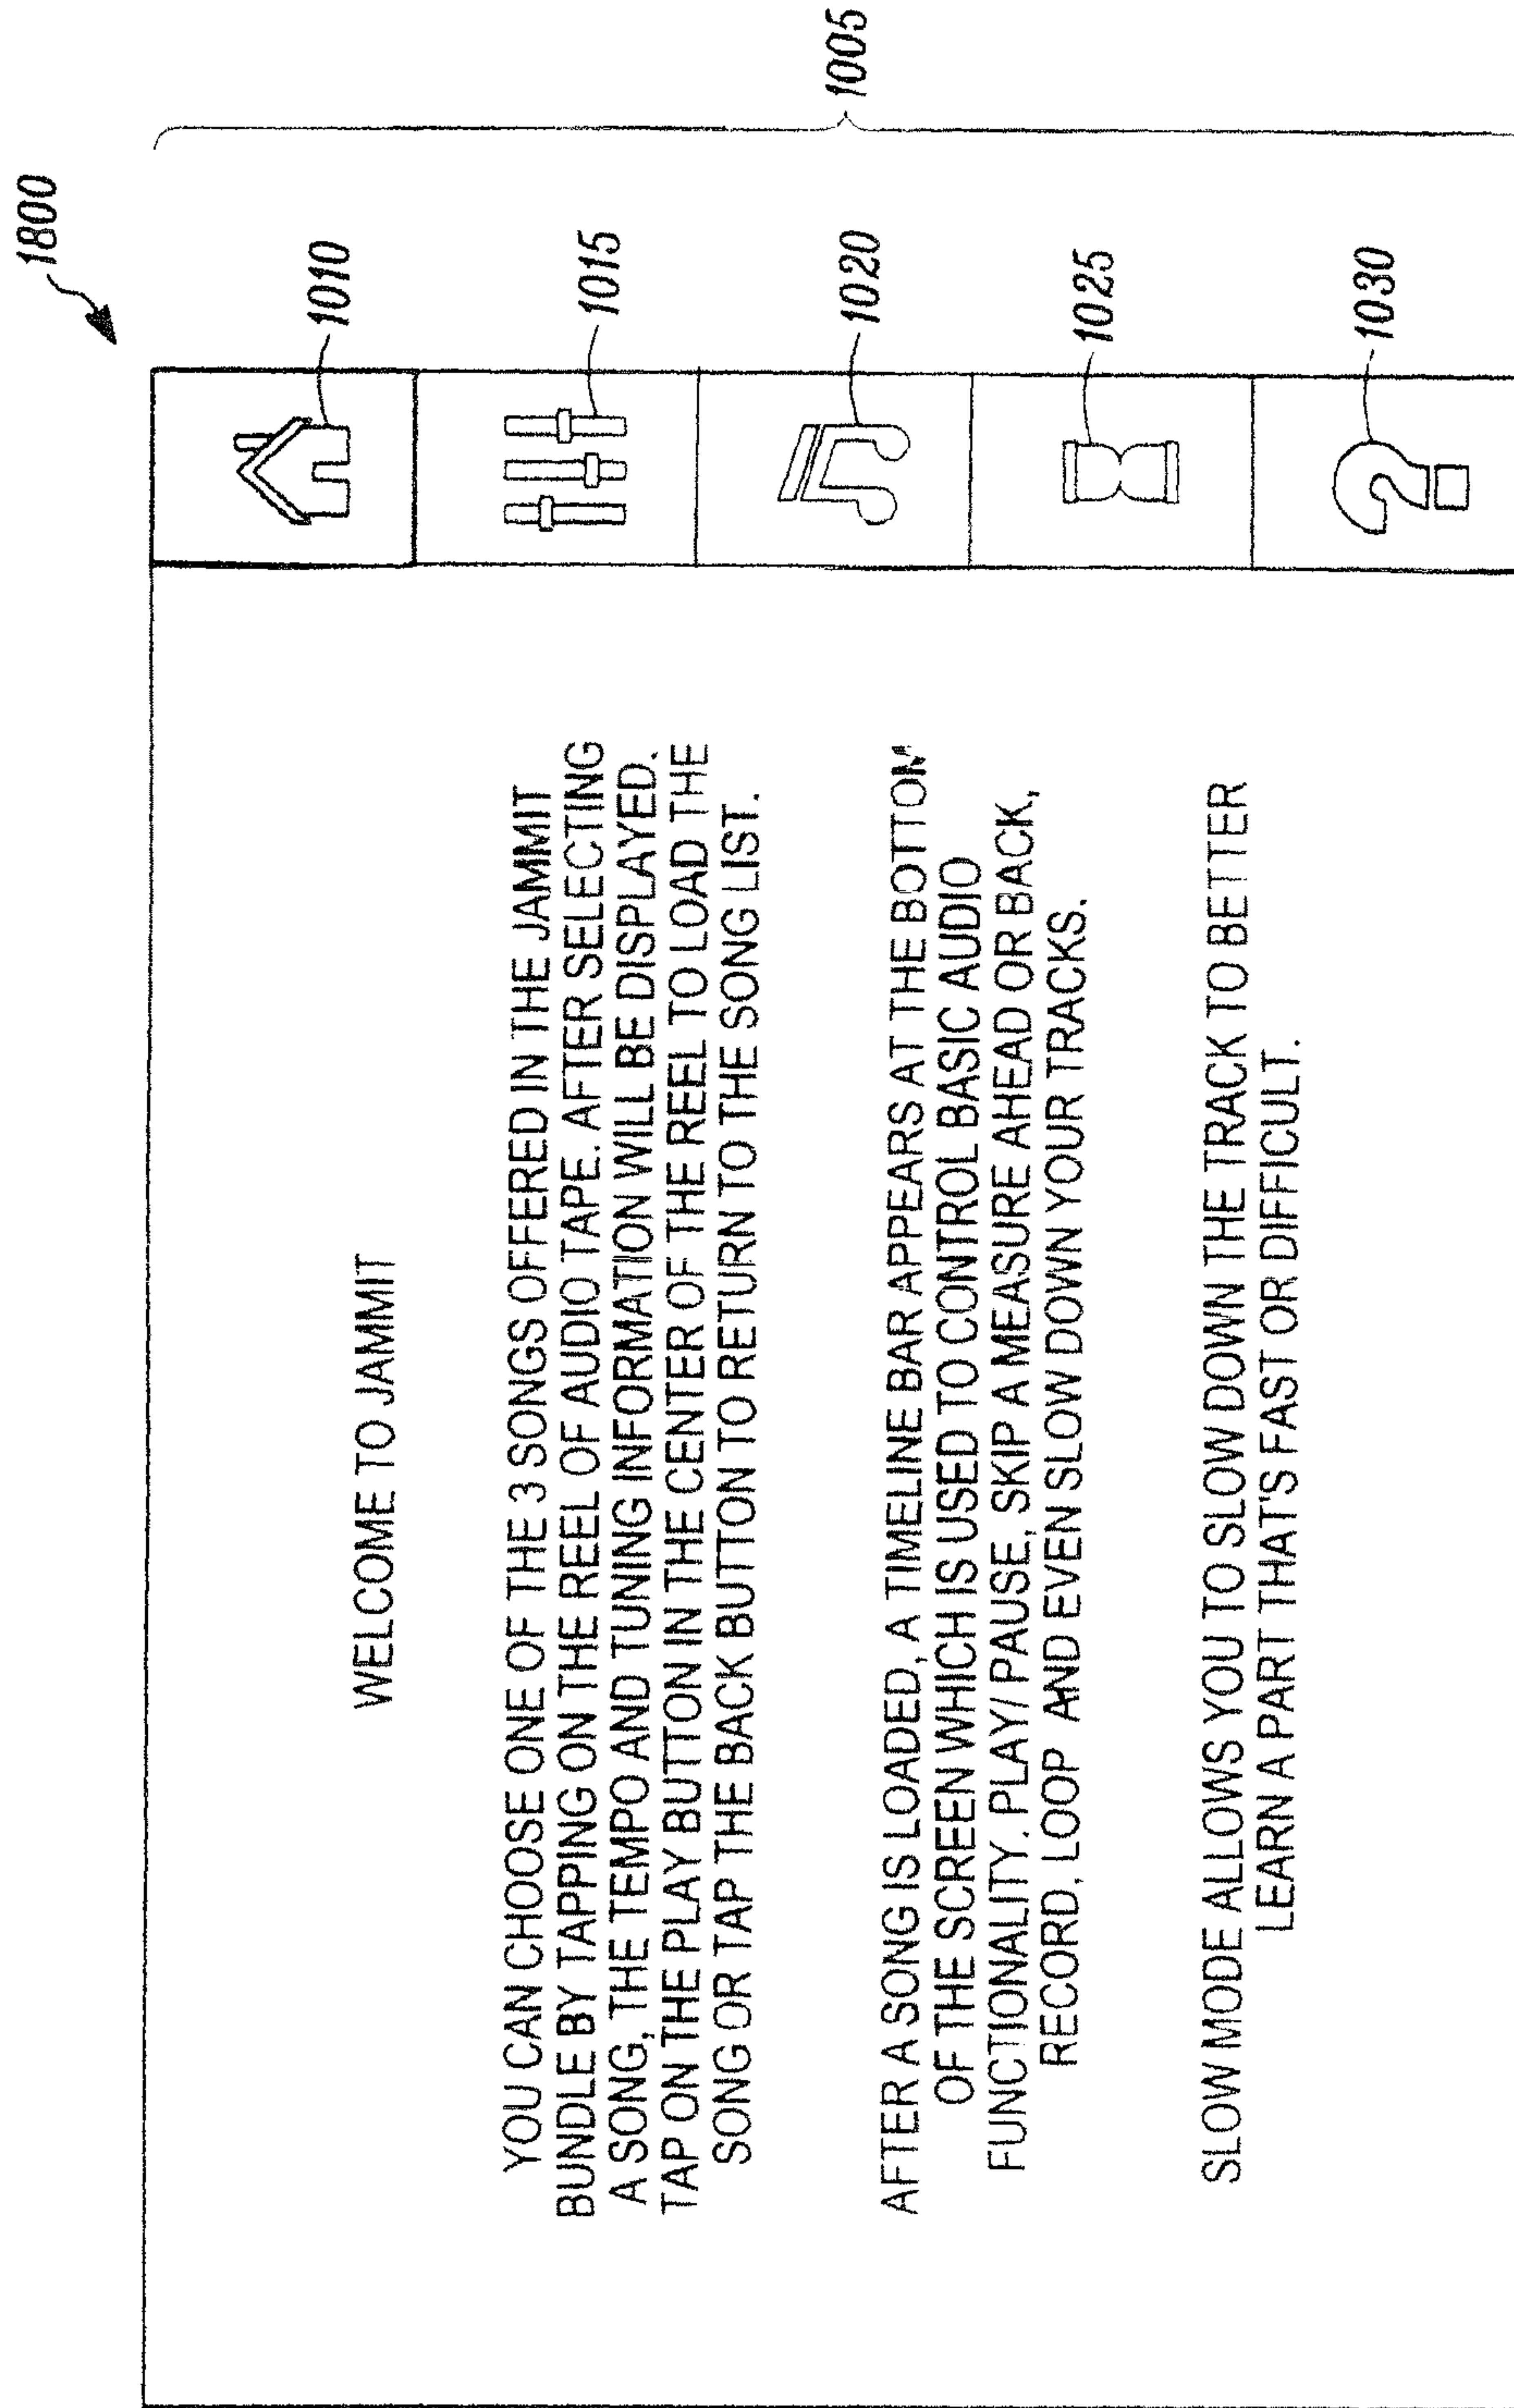 1800
1005
1010
1015
1020
1025
1030
WELCOME TO JAMMIT
YOU CAN CHOOSE ONE OF THE 3 SONGS OFFERED IN THE JAMMIT
BUNDLE BY TAPPING ON THE REEL OF AUDIO TAPE. AFTER SELECTING
A SONG, THE TEMPO AND TUNING INFORMATION WILL BE DISPLAYED.
TAP ON THE PLAY BUTTON IN THE CENTER OF THE REEL TO LOAD THE
SONG OR TAP THE BACK BUTTON TO RETURN TO THE SONG LIST.
AFTER A SONG IS LOADED, A TIMELINE BAR APPEARS AT THE BOTTOM
OF THE SCREEN WHICH IS USED TO CONTROL BASIC AUDIO
FUNCTIONALITY. PLAY/ PAUSE, SKIP A MEASURE AHEAD OR BACK,
RECORD, LOOP AND EVEN SLOW DOWN YOUR TRACKS.
SLOW MODE ALLOWS YOU TO SLOW DOWN THE TRACK TO BETTER
LEARN A PART THAT'S FAST OR DIFFICULT.